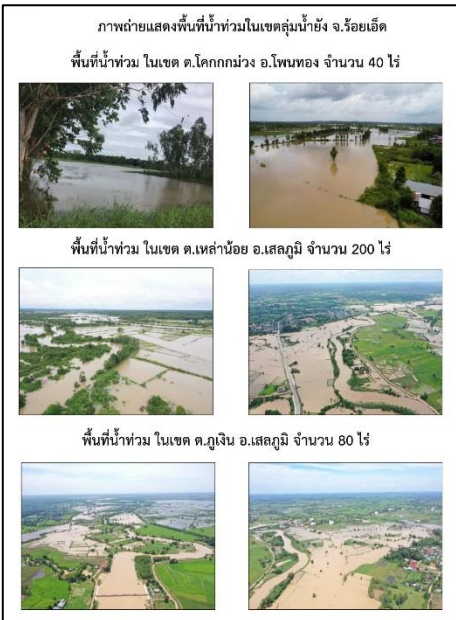 ภาพถ่ายแสดงพื้นที่น้ำท่วมในเขตลุ่มน้ำยัง จ.ร้อยเอ็ด
พื้นที่น้ำท่วม ในเขต ต.โคกกกม่วง อ.โพนทอง จำนวน 40 ไร่
พื้นที่น้ำท่วม ในเขต ต.เหล่าน้อย อ.เสลภูมิ จำนวน 200 ไร่
พื้นที่น้ำท่วม ในเขต ต.ภูเงิน อ.เสลภูมิ จำนวน 80 ไร่